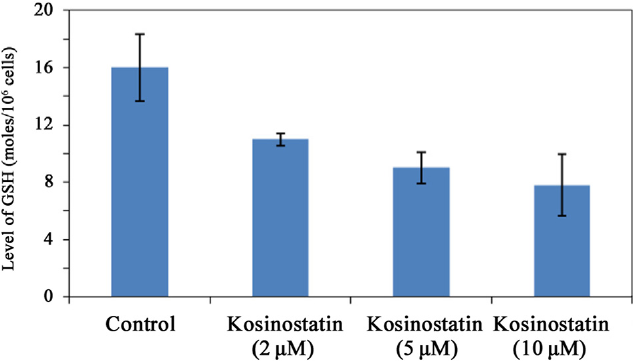 20
16
12
8
4
0
Level of GSH (moles/10⁶ cells)
Control
Kosinostatin
(2 μM)
Kosinostatin
(5 μM)
Kosinostatin
(10 μM)